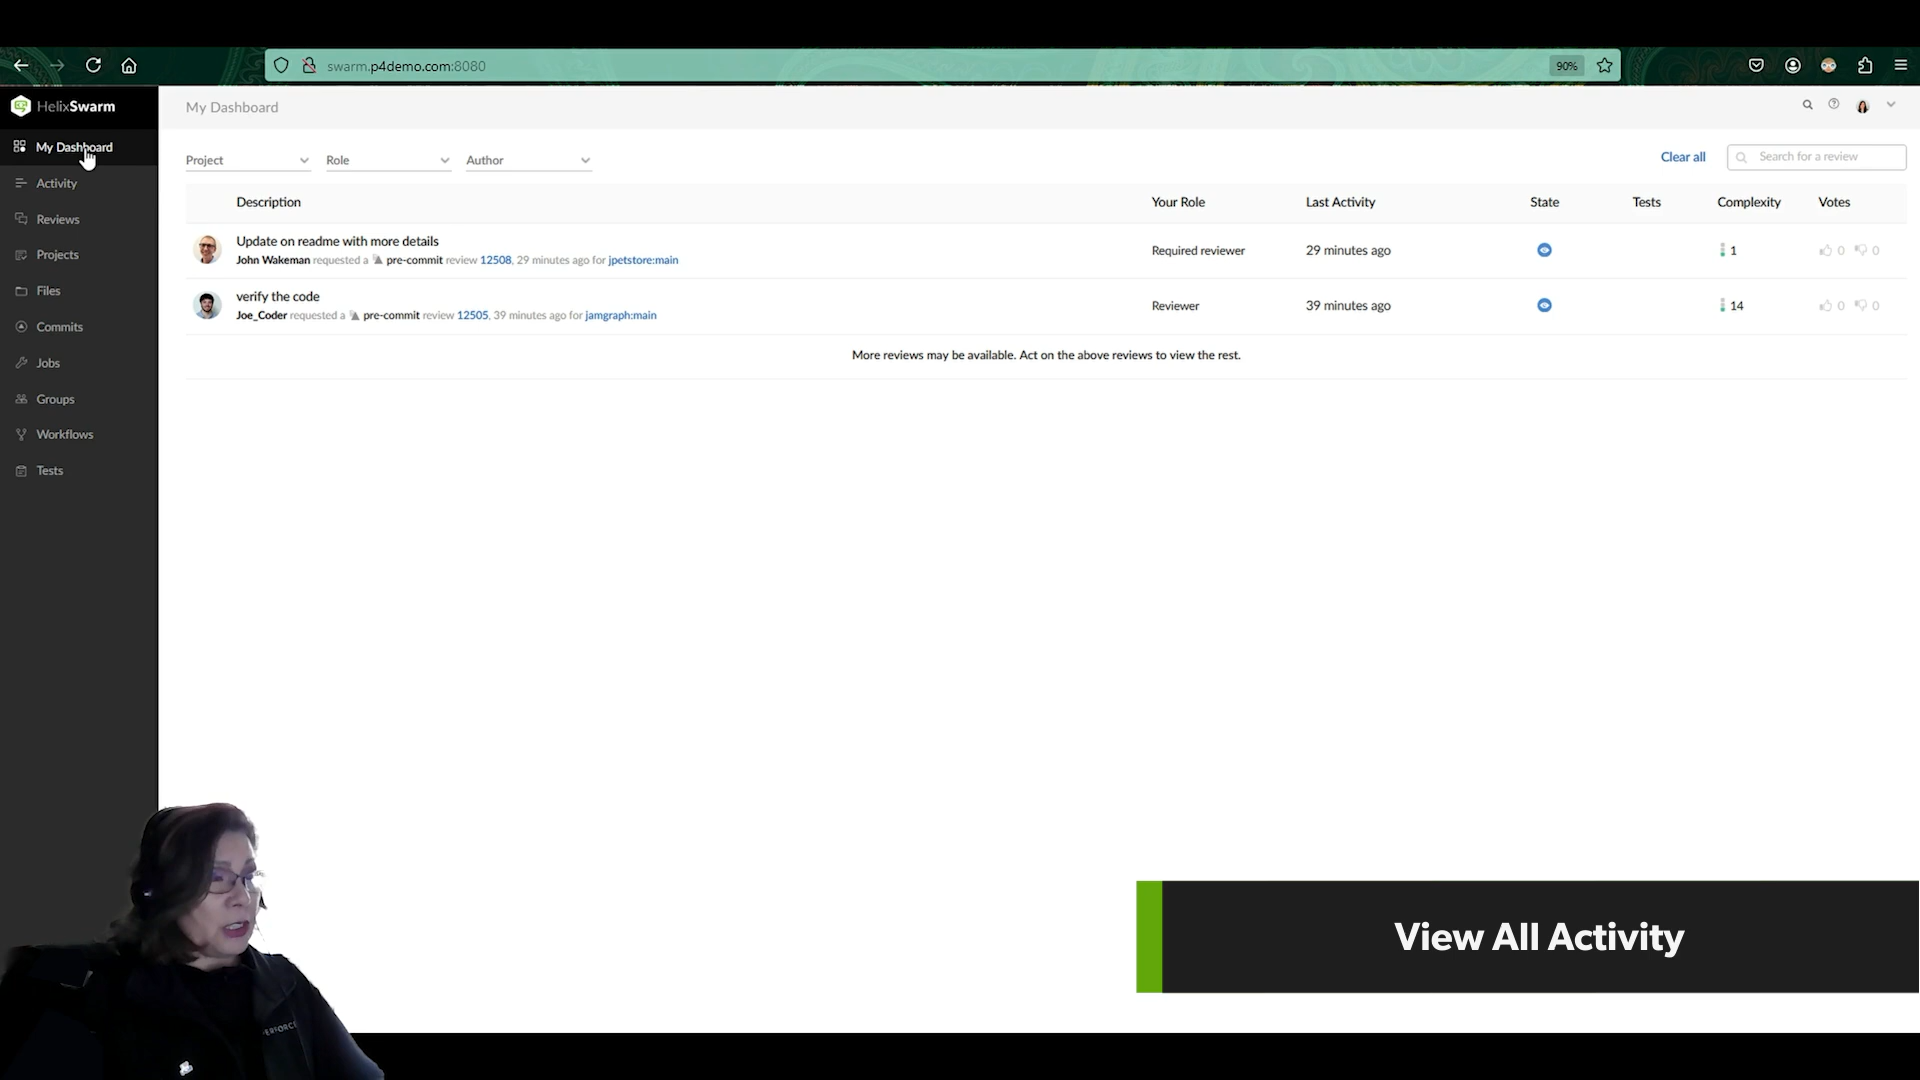 swarm.p4demo.com:8080
90%
HelixSwarm
My Dashboard
My Dashboard
Activity
Reviews
Projects
Files
Commits
Jobs
Groups
Workflows
Tests
Project Role Author
Clear all
Search for a review
Description Your Role Last Activity State Tests Complexity Votes
Update on readme with more details
John Wakeman requested a pre-commit review 12508, 29 minutes ago for jpetstore:main
Required reviewer 29 minutes ago 1 0 0
verify the code
Joe_Coder requested a pre-commit review 12505, 39 minutes ago for jamgraph:main
Reviewer 39 minutes ago 14 0 0
More reviews may be available. Act on the above reviews to view the rest.
View All Activity